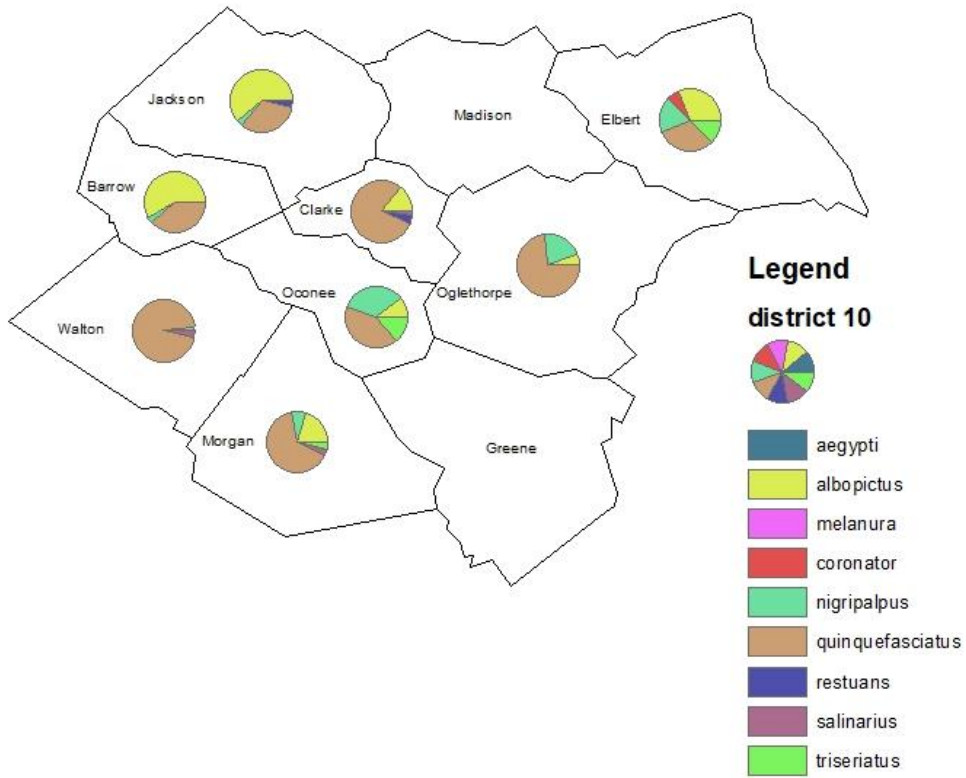 Jackson
Madison
Elbert
Barrow
Clarke
Oconee
Oglethorpe
Walton
Morgan
Greene
Legend
district 10
aegypti
albopictus
melanura
coronator
nigripalpus
quinquefasciatus
restuans
salinarius
triseriatus